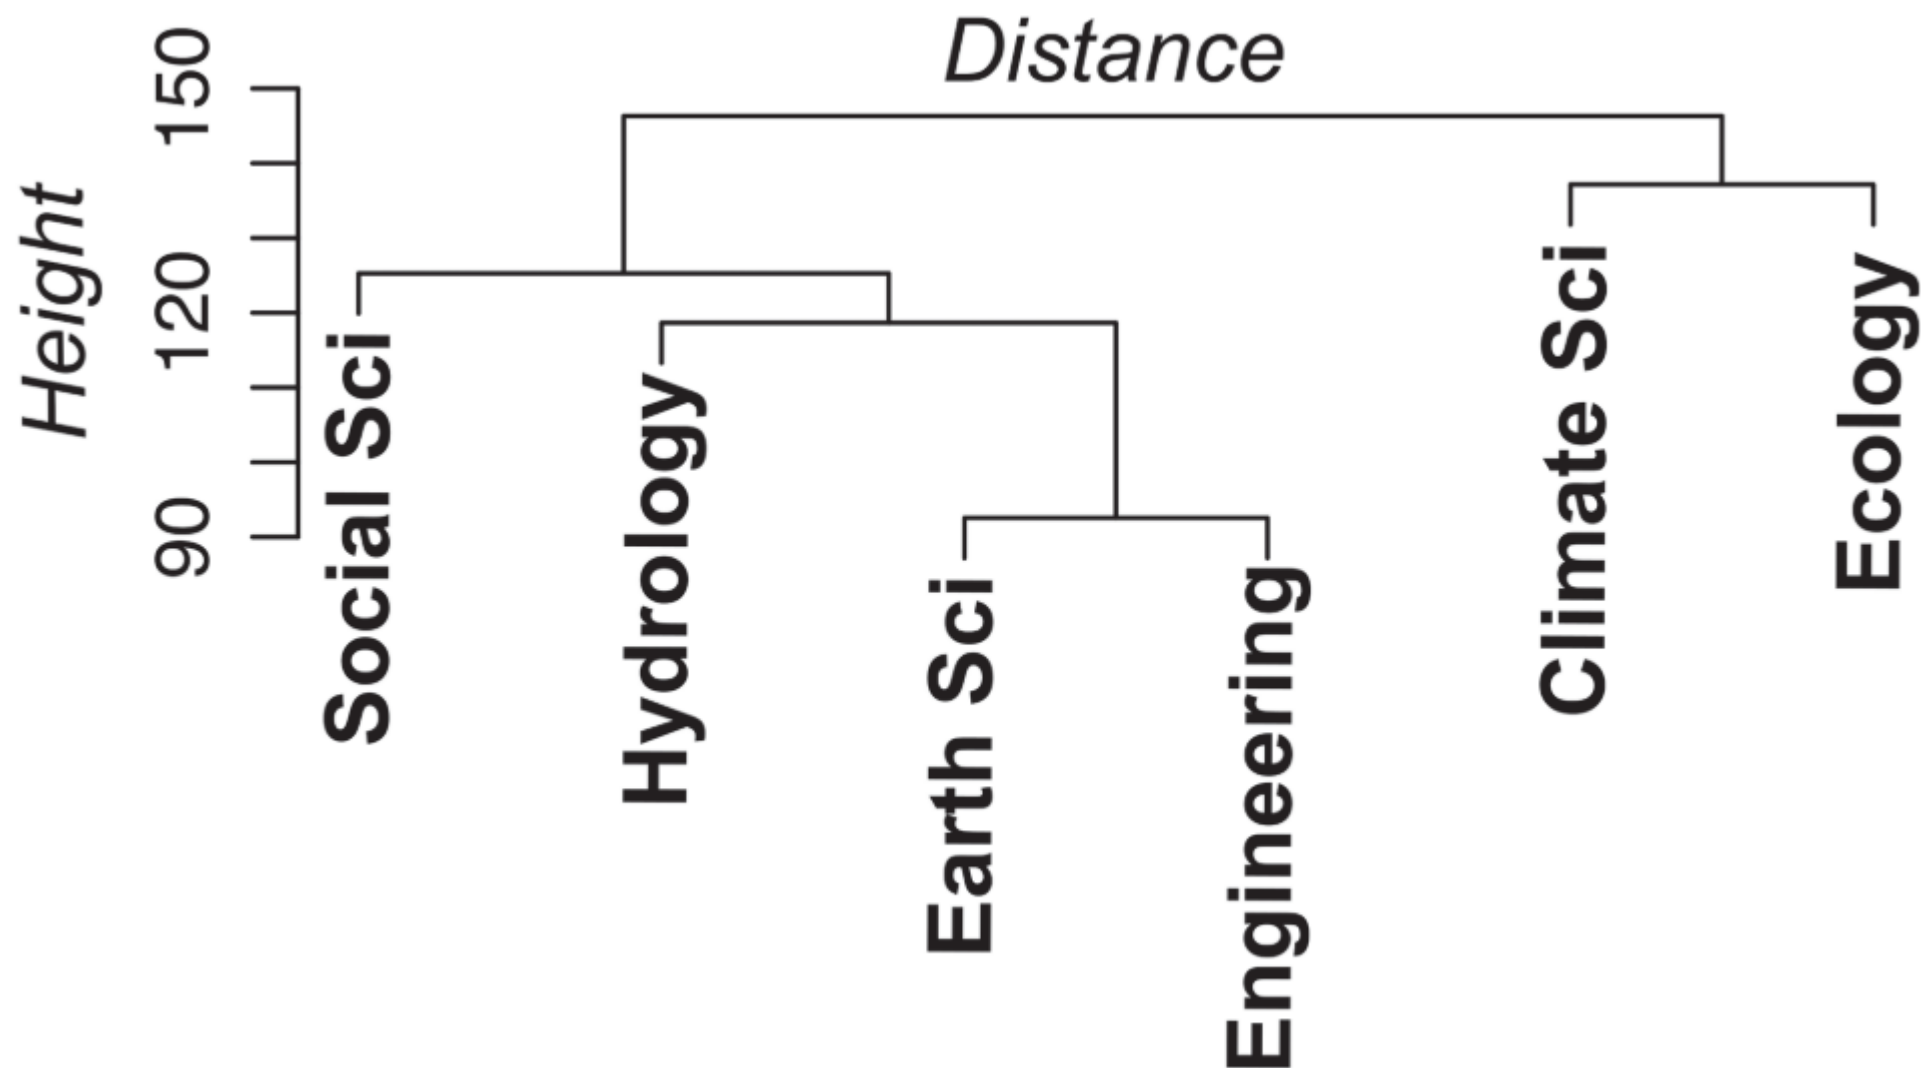 Distance
Height
150
120
90
Social Sci
Hydrology
Earth Sci
Engineering
Climate Sci
Ecology